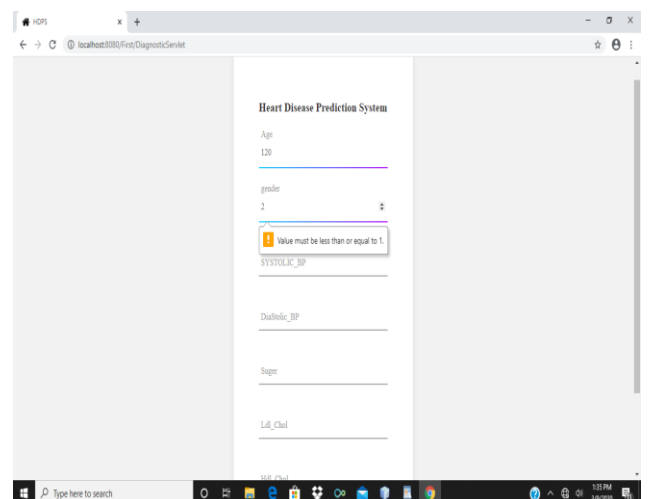 HDPS
localhost:8080/First/DiagnosticServlet
Heart Disease Prediction System
Age
120
gender
2
! Value must be less than or equal to 1.
SYSTOLIC_BP
DiaStolic_BP
Suger
Ldl_Chol
Hdl_Chol
Type here to search
1:35 PM